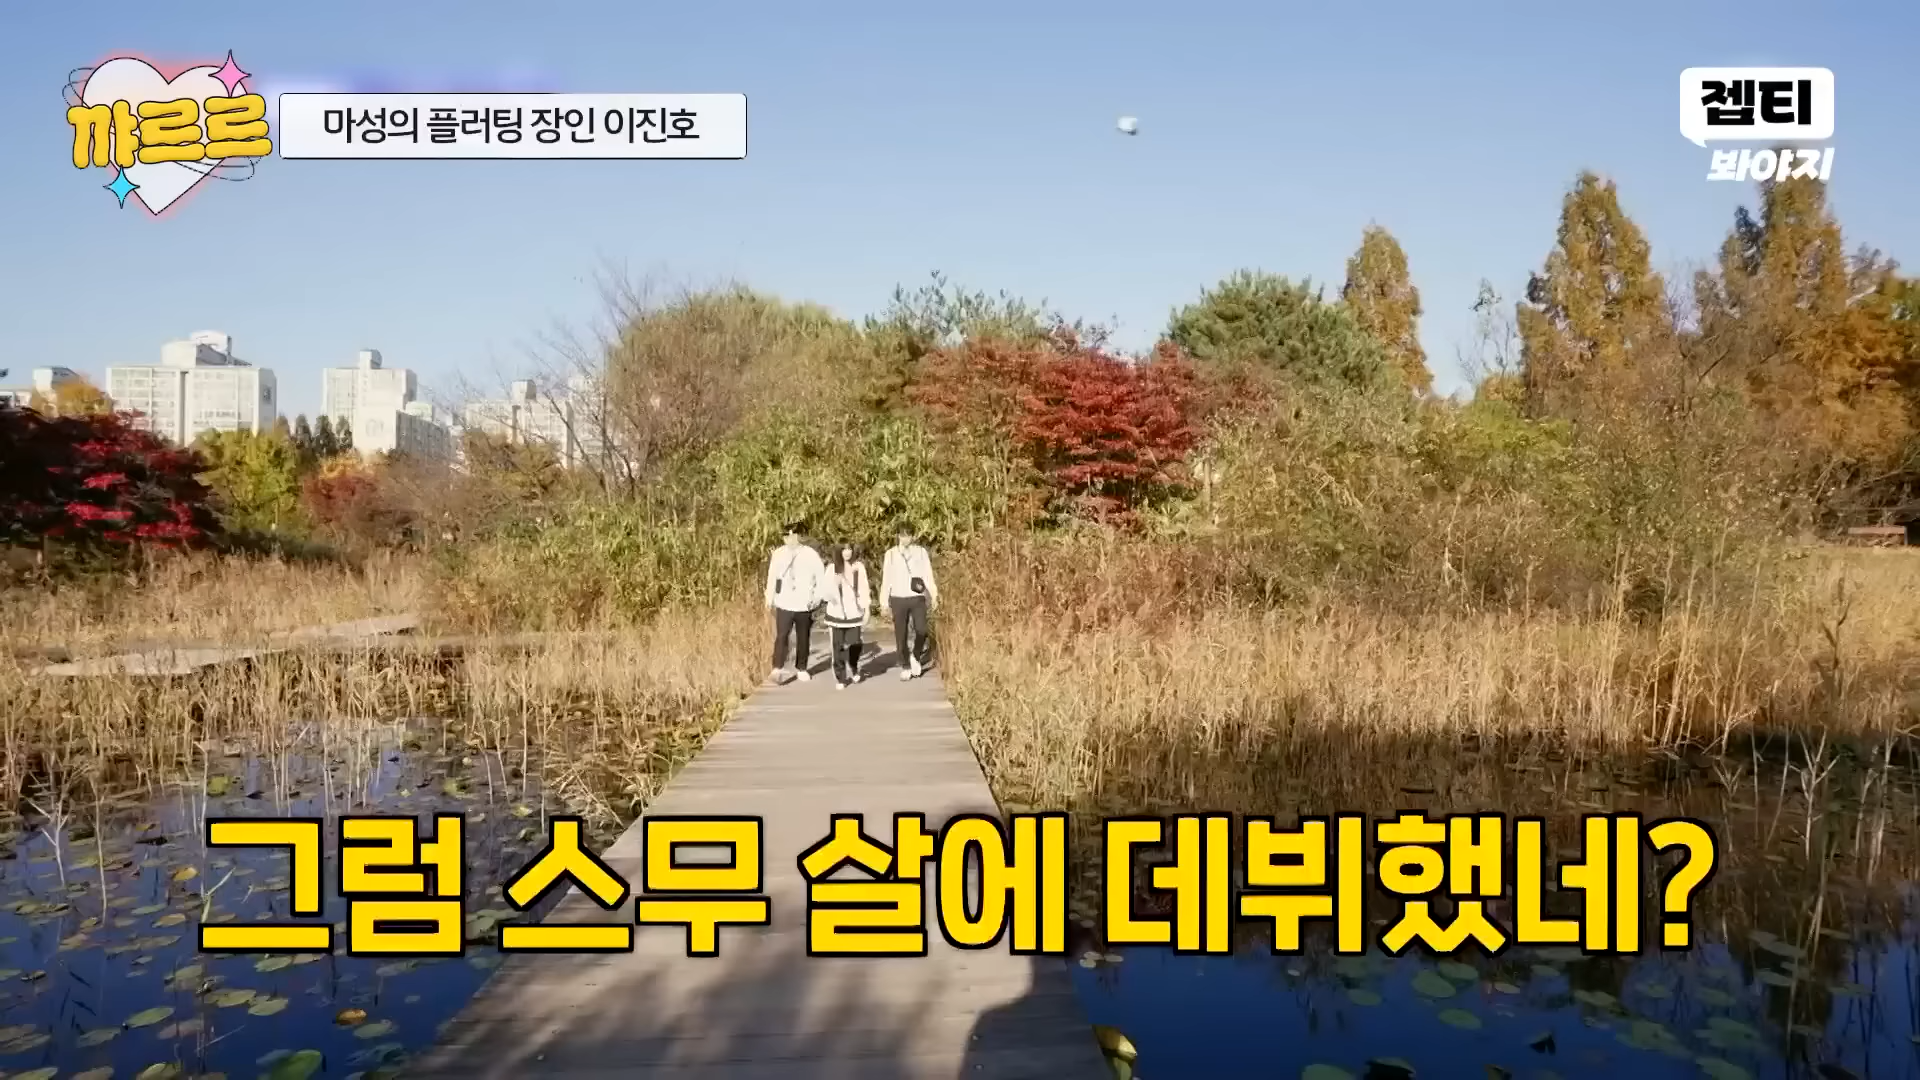 꺄르르
마성의 플러팅 장인 이진호
젭티
봐야지
그럼 스무 살에 데뷔했네?